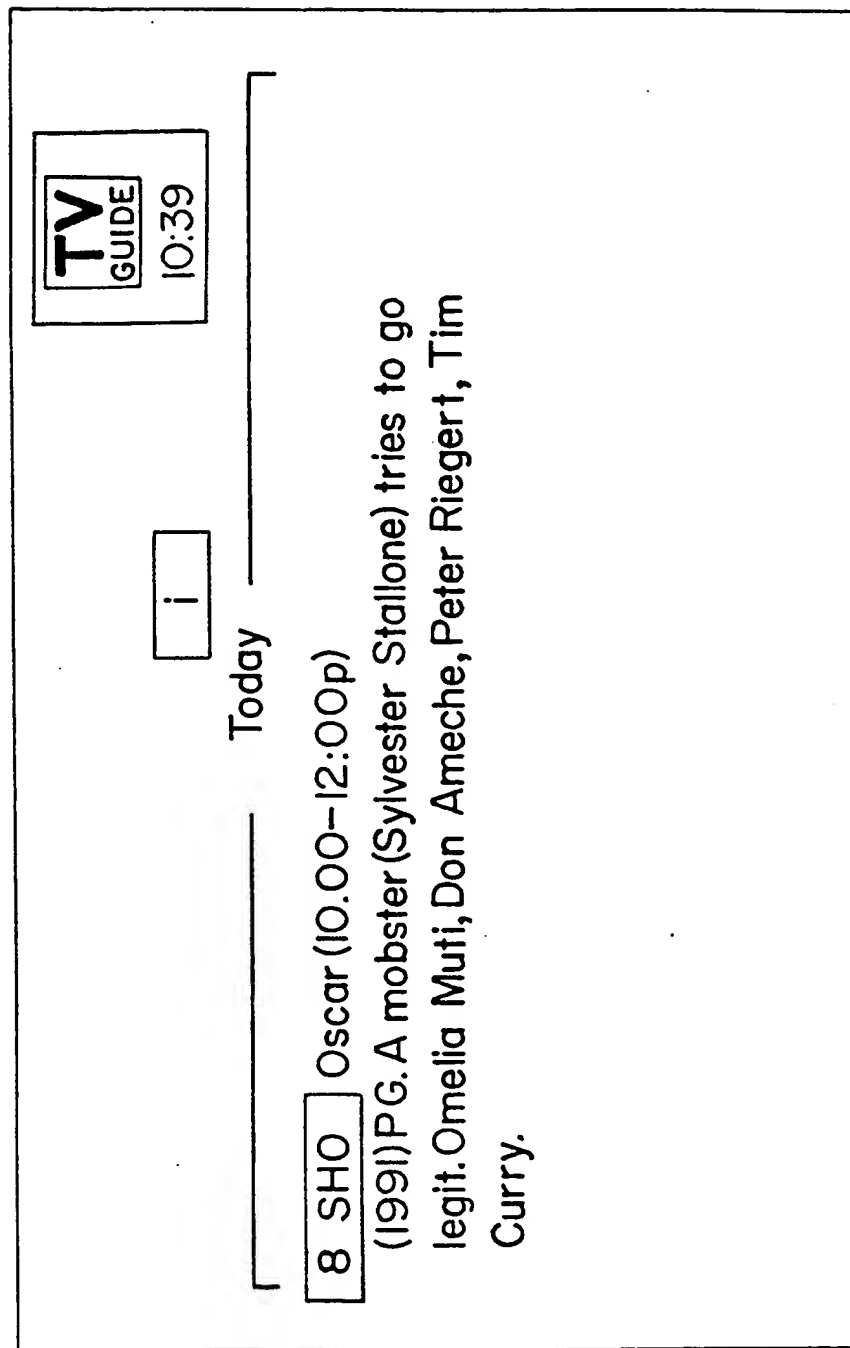 TV
GUIDE
10:39
i
Today
8 SHO Oscar (10.00-12:00p)
(1991) PG. A mobster (Sylvester Stallone) tries to go
legit. Omelia Muti, Don Ameche, Peter Riegert, Tim
Curry.